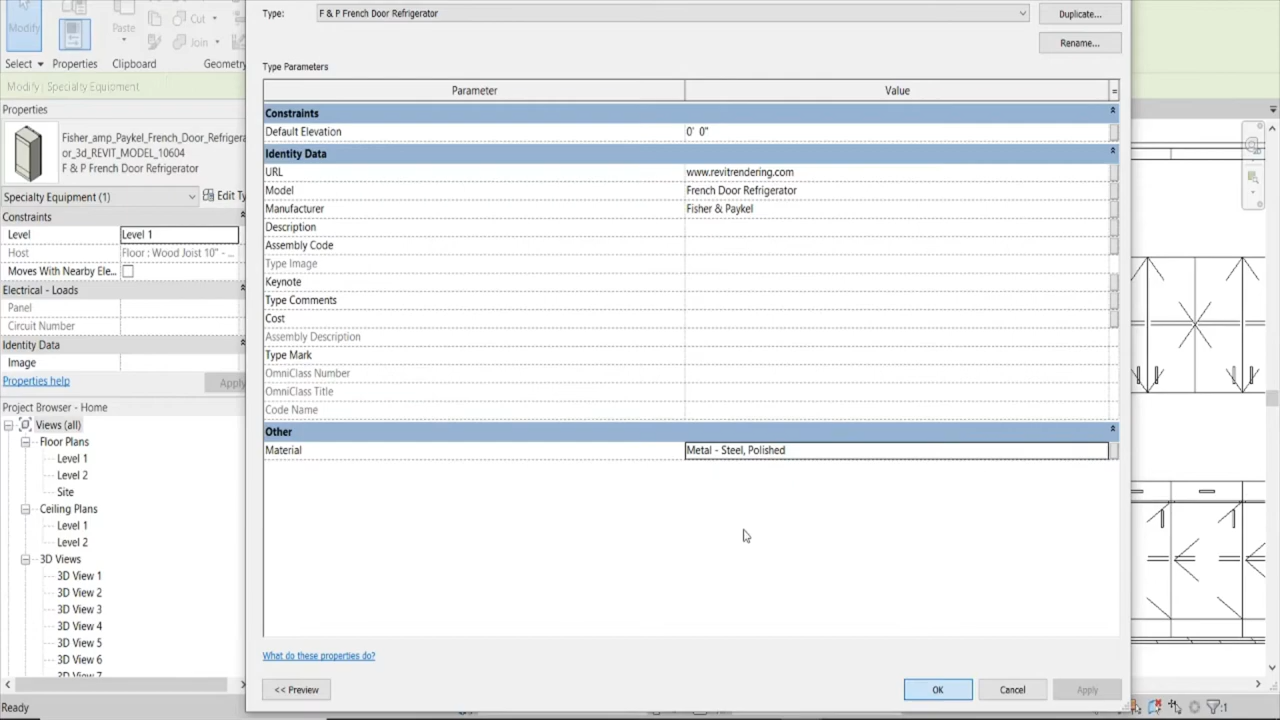 Type: F & P French Door Refrigerator Duplicate...
Rename...
Modify
Paste
Cut
Join
Select Properties Clipboard Geometry
Modify | Specialty Equipment
Properties
Fisher_amp_Paykel_French_Door_Refrigera
or_3d_REVIT_MODEL_10604
F & P French Door Refrigerator
Specialty Equipment (1) Edit Ty
Constraints
Level Level 1
Host Floor : Wood Joist 10" - ...
Moves With Nearby Ele...
Electrical - Loads
Panel
Circuit Number
Identity Data
Image
Properties help Apply
Project Browser - Home
Views (all)
Floor Plans
Level 1
Level 2
Site
Ceiling Plans
Level 1
Level 2
3D Views
3D View 1
3D View 2
3D View 3
3D View 4
3D View 5
3D View 6
3D View 7
Ready
Type Parameters
Parameter Value =
Constraints
Default Elevation 0' 0"
Identity Data
URL www.revitrendering.com
Model French Door Refrigerator
Manufacturer Fisher & Paykel
Description
Assembly Code
Type Image
Keynote
Type Comments
Cost
Assembly Description
Type Mark
OmniClass Number
OmniClass Title
Code Name
Other
Material Metal - Steel, Polished
What do these properties do?
<< Preview OK Cancel Apply
:1